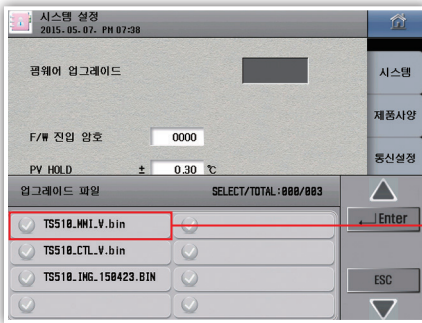 시스템 설정
2015.05.07. PM 07:38
펌웨어 업그레이드
시스템
제품사양
F/W 진입 암호 0000
통신설정
PV HOLD ± 0.30 ℃
업그레이드 파일 SELECT/TOTAL:000/003
TS510_MNI_V.bin
Enter
TS510_CTL_V.bin
TS510_IMG_150423.BIN
ESC